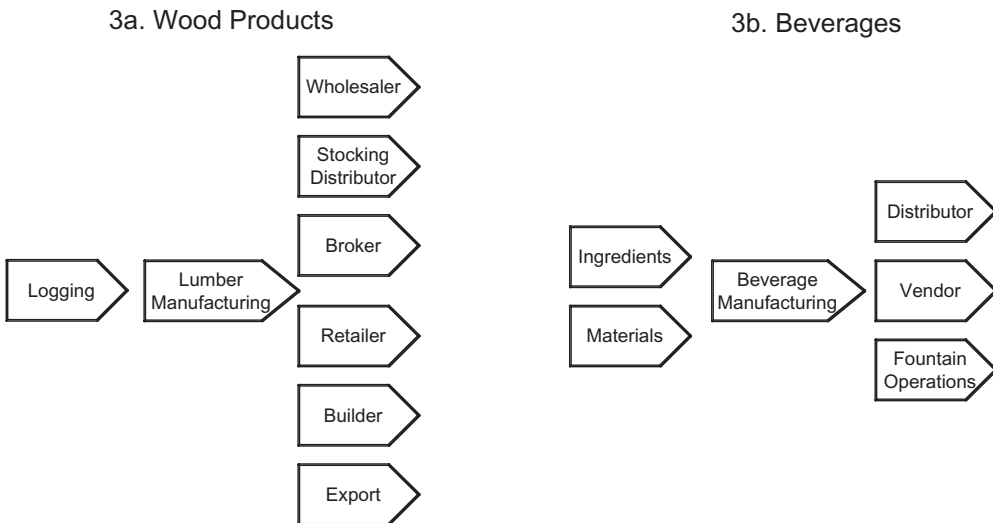 3a. Wood Products
Wholesaler
Stocking
Distributor
Broker
Logging
Lumber
Manufacturing
Retailer
Builder
Export
3b. Beverages
Ingredients
Materials
Beverage
Manufacturing
Distributor
Vendor
Fountain
Operations